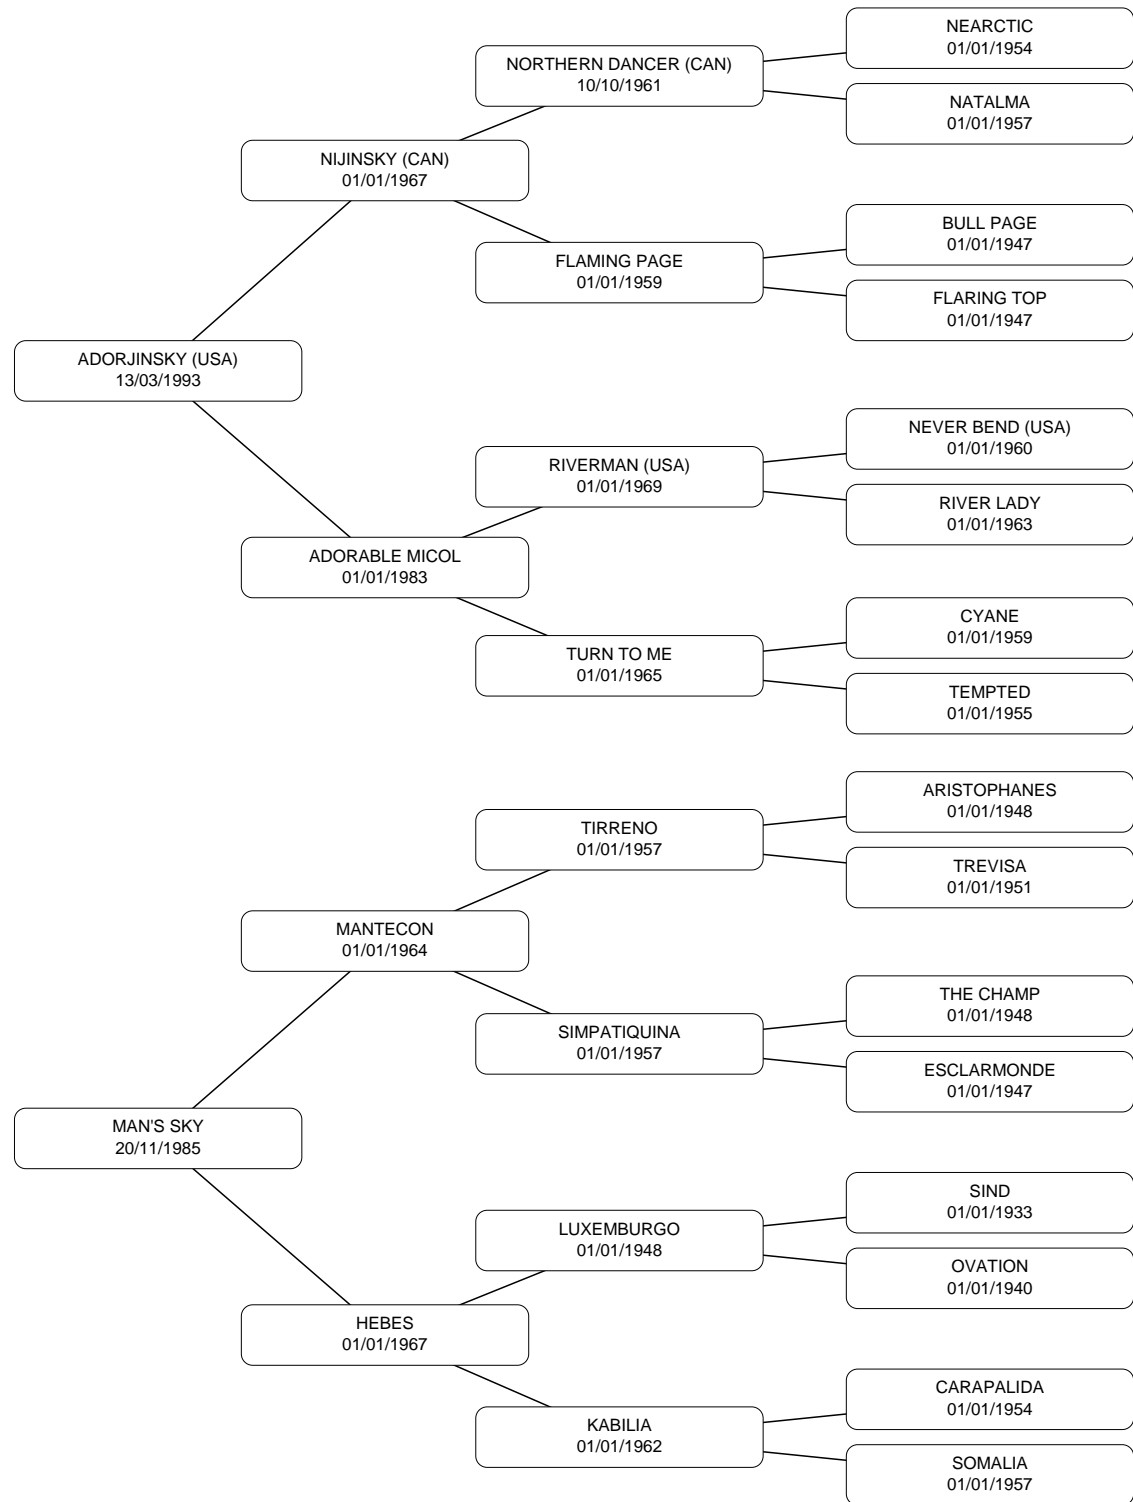 NEARCTIC
01/01/1954
NORTHERN DANCER (CAN)
10/10/1961
NATALMA
01/01/1957
NIJINSKY (CAN)
01/01/1967
BULL PAGE
01/01/1947
FLAMING PAGE
01/01/1959
FLARING TOP
01/01/1947
ADORJINSKY (USA)
13/03/1993
NEVER BEND (USA)
01/01/1960
RIVERMAN (USA)
01/01/1969
RIVER LADY
01/01/1963
ADORABLE MICOL
01/01/1983
CYANE
01/01/1959
TURN TO ME
01/01/1965
TEMPTED
01/01/1955
ARISTOPHANES
01/01/1948
TIRRENO
01/01/1957
TREVISA
01/01/1951
MANTECON
01/01/1964
THE CHAMP
01/01/1948
SIMPATIQUINA
01/01/1957
ESCLARMONDE
01/01/1947
MAN'S SKY
20/11/1985
SIND
01/01/1933
LUXEMBURGO
01/01/1948
OVATION
01/01/1940
HEBES
01/01/1967
CARAPALIDA
01/01/1954
KABILIA
01/01/1962
SOMALIA
01/01/1957